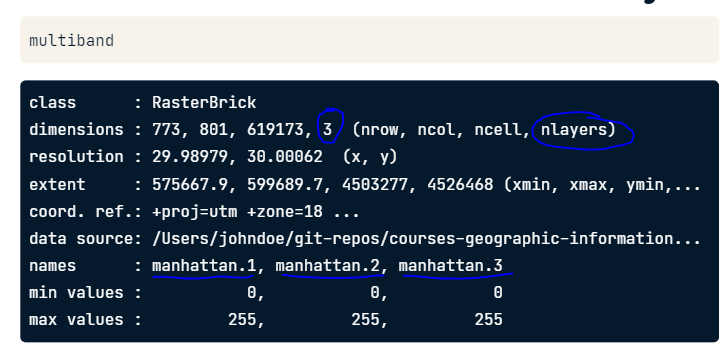 multiband
class      : RasterBrick
dimensions : 773, 801, 619173, 3  (nrow, ncol, ncell, nlayers)
resolution : 29.98979, 30.00062  (x, y)
extent     : 575667.9, 599689.7, 4503277, 4526468 (xmin, xmax, ymin,...
coord. ref.: +proj=utm +zone=18 ...
data source: /Users/johndoe/git-repos/courses-geographic-information...
names      : manhattan.1, manhattan.2, manhattan.3
min values :           0,           0,           0
max values :         255,         255,         255